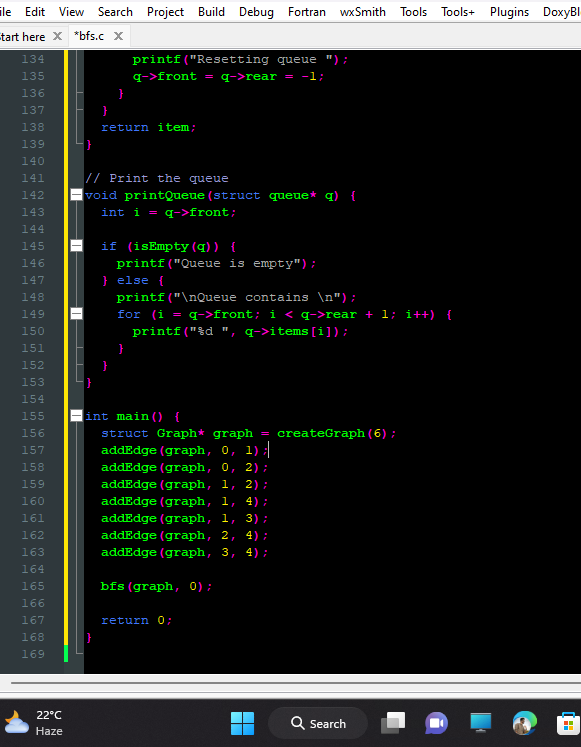 ile Edit View Search Project Build Debug Fortran wxSmith Tools Tools+ Plugins DoxyBl
tart here *bfs.c
134 printf("Resetting queue ");
135 q->front = q->rear = -1;
136 }
137 }
138 return item;
139 }
140
141 // Print the queue
142 void printQueue(struct queue* q) {
143 int i = q->front;
144
145 if (isEmpty(q)) {
146 printf("Queue is empty");
147 } else {
148 printf("\nQueue contains \n");
149 for (i = q->front; i < q->rear + 1; i++) {
150 printf("%d ", q->items[i]);
151 }
152 }
153 }
154
155 int main() {
156 struct Graph* graph = createGraph(6);
157 addEdge(graph, 0, 1);
158 addEdge(graph, 0, 2);
159 addEdge(graph, 1, 2);
160 addEdge(graph, 1, 4);
161 addEdge(graph, 1, 3);
162 addEdge(graph, 2, 4);
163 addEdge(graph, 3, 4);
164
165 bfs(graph, 0);
166
167 return 0;
168 }
169
22°C
Haze
Search